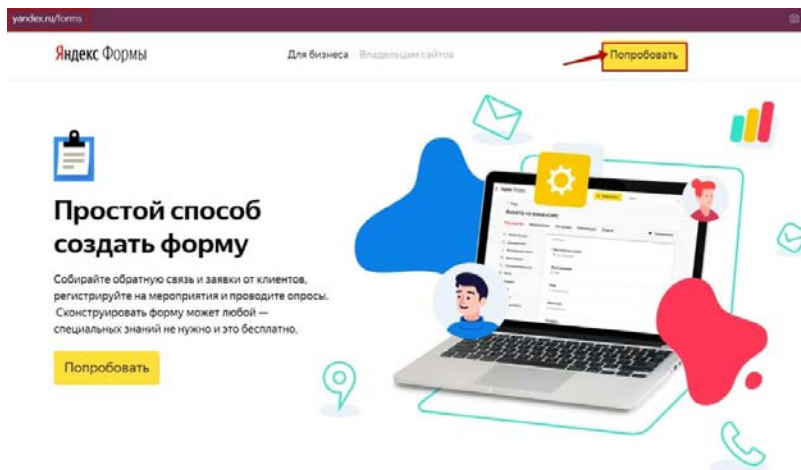 yandex.ru/forms
Яндекс Формы
Для бизнеса Владельцам сайтов
Попробовать
Простой способ
создать форму
Собирайте обратную связь и заявки от клиентов,
регистрируйте на мероприятия и проводите опросы.
Сконструировать форму может любой —
специальных знаний не нужно и это бесплатно.
Попробовать